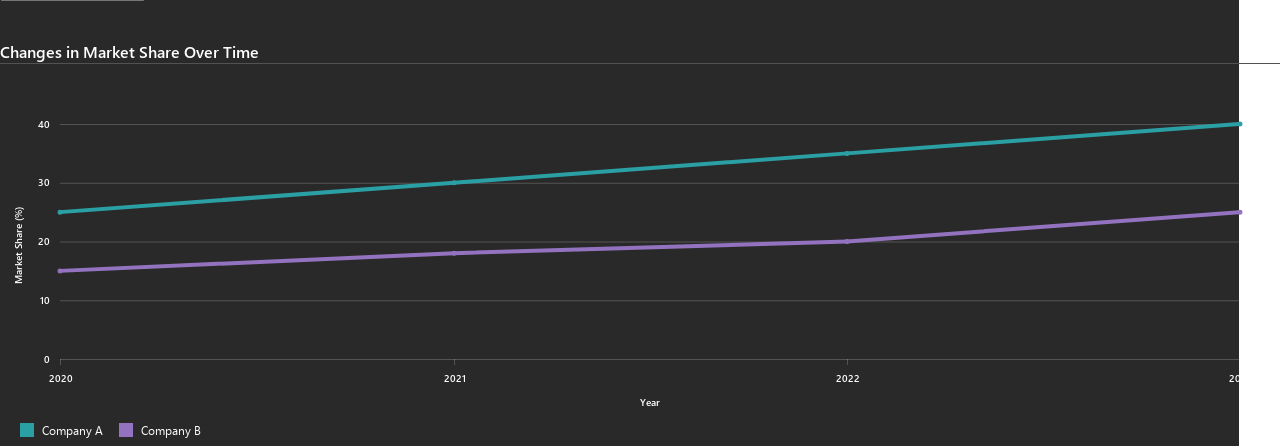 Changes in Market Share Over Time
40
30
20
10
0
Market Share (%)
2020 2021 2022 20
Year
Company A Company B